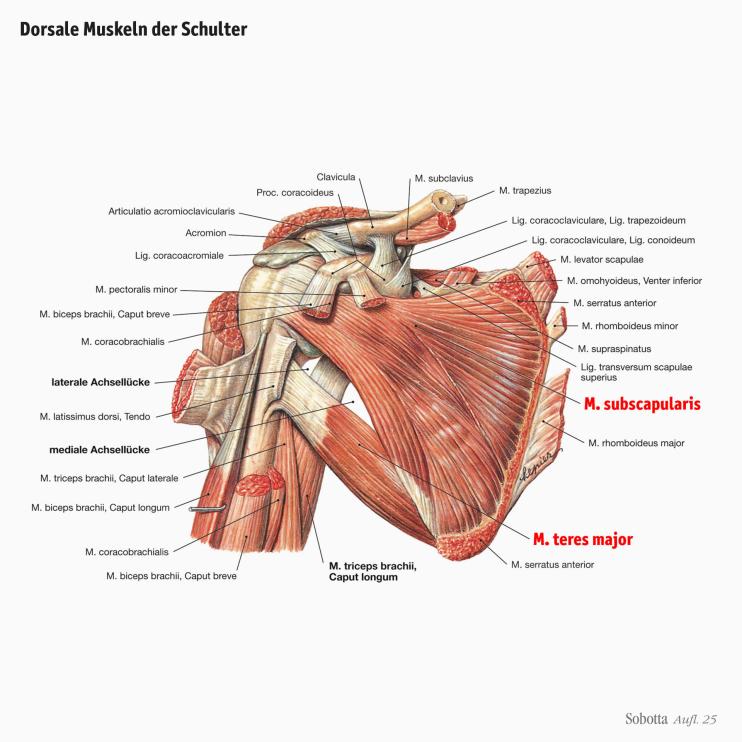 Dorsale Muskeln der Schulter
Clavicula
M. subclavius
Proc. coracoideus
M. trapezius
Articulatio acromioclavicularis
Lig. coracoclaviculare, Lig. trapezoideum
Acromion
Lig. coracoclaviculare, Lig. conoideum
Lig. coracoacromiale
M. levator scapulae
M. omohyoideus, Venter inferior
M. pectoralis minor
M. serratus anterior
M. biceps brachii, Caput breve
M. rhomboideus minor
M. coracobrachialis
M. supraspinatus
Lig. transversum scapulae
superius
laterale Achsellücke
M. subscapularis
M. latissimus dorsi, Tendo
M. rhomboideus major
mediale Achsellücke
Lepier
M. triceps brachii, Caput laterale
M. biceps brachii, Caput longum
M. teres major
M. coracobrachialis
M. serratus anterior
M. triceps brachii,
Caput longum
M. biceps brachii, Caput breve
Sobotta Aufl. 25